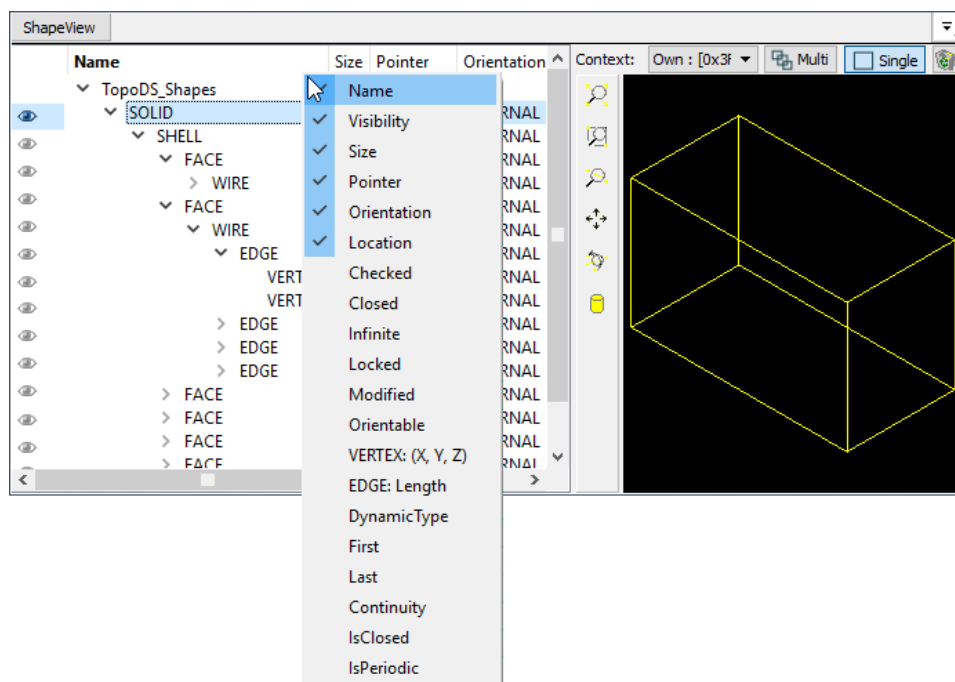 ShapeView
Name Size Pointer Orientation Context: Own : [0x3F Multi Single
TopoDS_Shapes
SOLID RNAL
SHELL RNAL
FACE RNAL
WIRE RNAL
FACE RNAL
WIRE RNAL
EDGE RNAL
VERT RNAL
VERT RNAL
EDGE RNAL
EDGE RNAL
EDGE RNAL
FACE RNAL
FACE RNAL
FACE RNAL
FACE RNAL
Name
Visibility
Size
Pointer
Orientation
Location
Checked
Closed
Infinite
Locked
Modified
Orientable
VERTEX: (X, Y, Z)
EDGE: Length
DynamicType
First
Last
Continuity
IsClosed
IsPeriodic